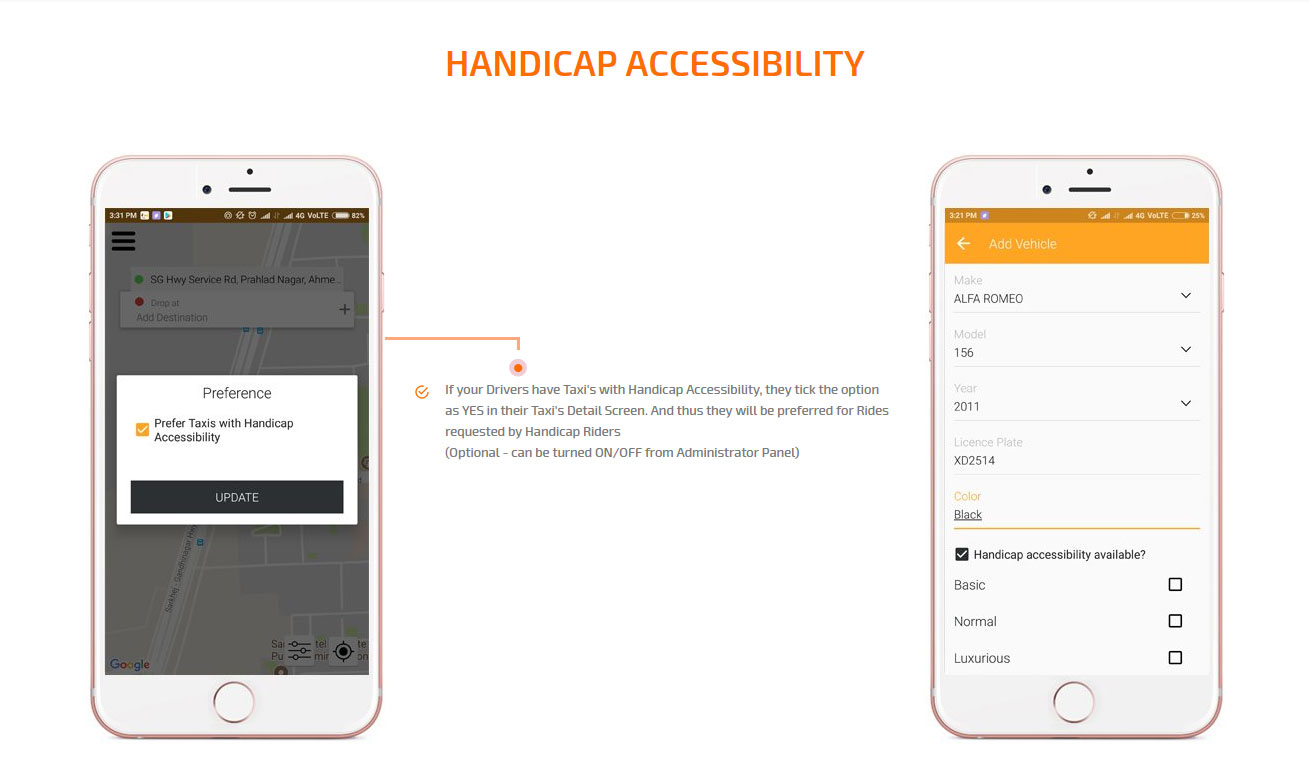 HANDICAP ACCESSIBILITY
3:31 PM
4G VoLTE 82%
SG Hwy Service Rd, Prahlad Nagar, Ahme...
Drop at
Add Destination
Preference
Prefer Taxis with Handicap
Accessibility
UPDATE
Sarkhej - Gandhinagar Hwy
Google
If your Drivers have Taxi's with Handicap Accessibility, they tick the option
as YES in their Taxi's Detail Screen. And thus they will be preferred for Rides
requested by Handicap Riders
(Optional - can be turned ON/OFF from Administrator Panel)
3:21 PM
4G VoLTE 25%
Add Vehicle
Make
ALFA ROMEO
Model
156
Year
2011
Licence Plate
XD2514
Color
Black
Handicap accessibility available?
Basic
Normal
Luxurious